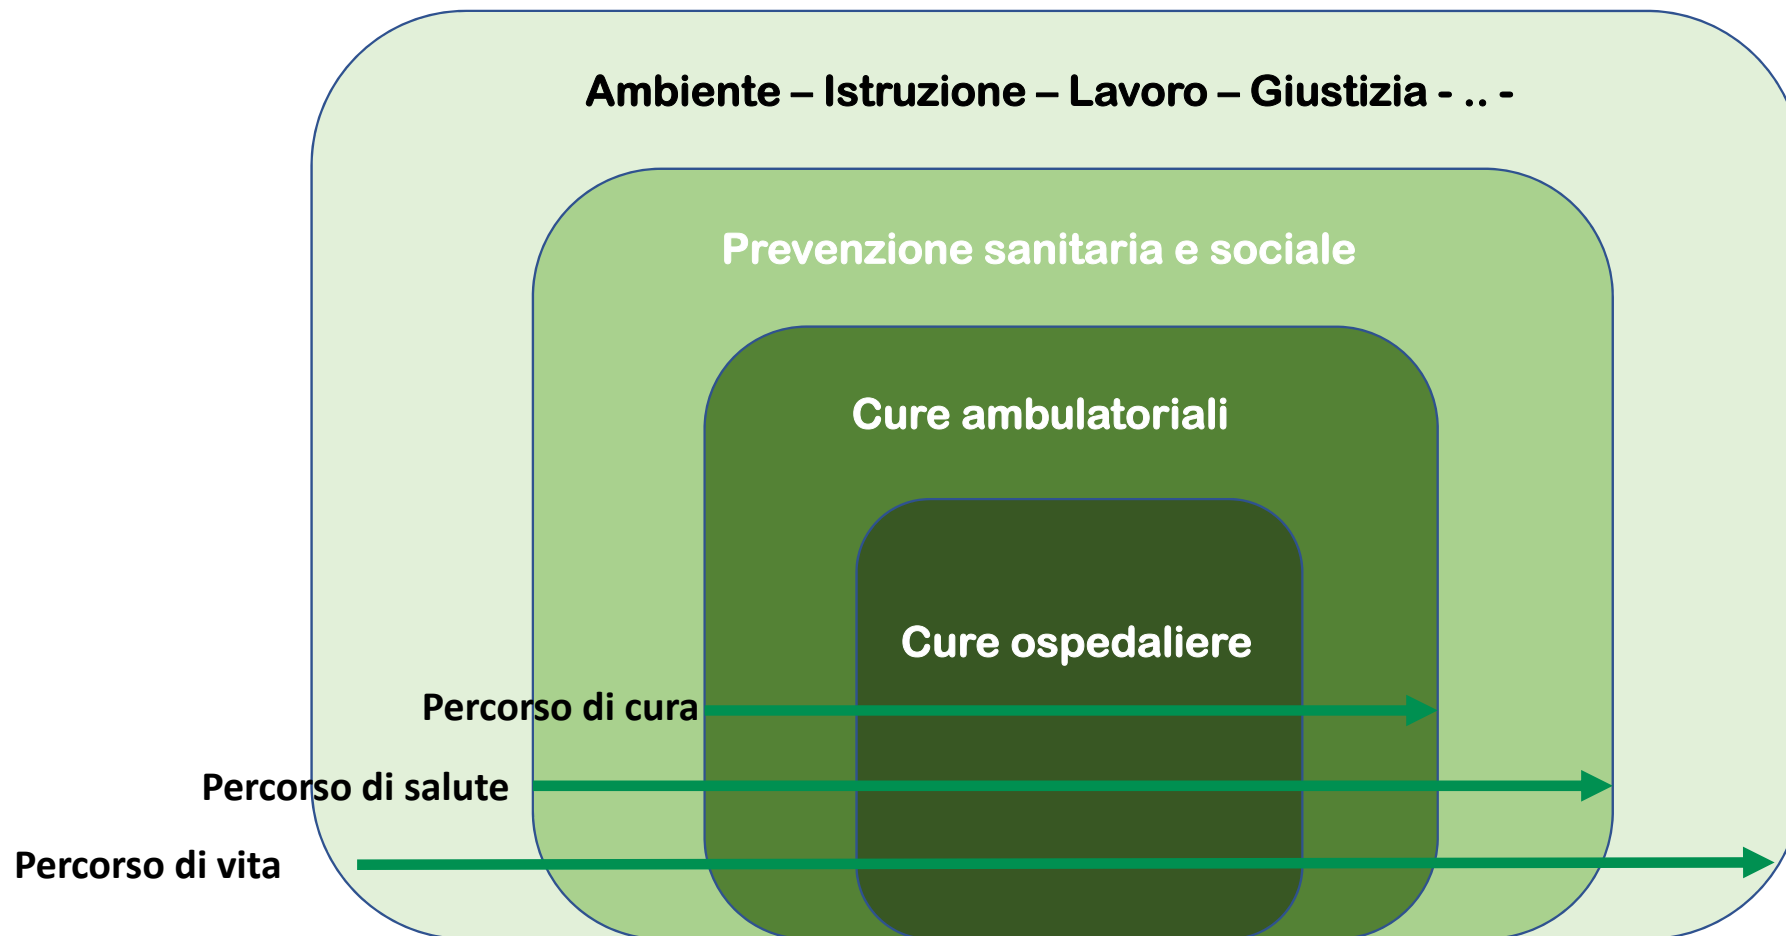 Ambiente – Istruzione – Lavoro – Giustizia - .. -
Prevenzione sanitaria e sociale
Cure ambulatoriali
Cure ospedaliere
Percorso di cura
Percorso di salute
Percorso di vita